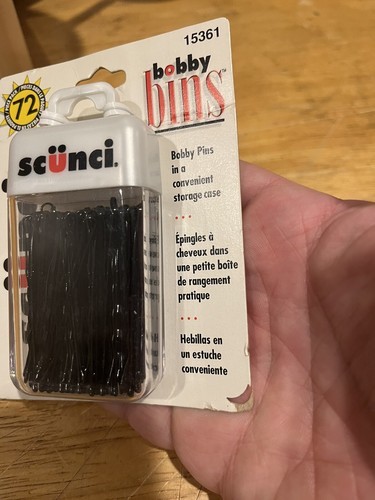 15361
bobby
bins™
72
scünci.
Bobby Pins
in a
convenient
storage case
Épingles à
cheveux dans
une petite boîte
de rangement
pratique
Hebillas en
un estuche
conveniente